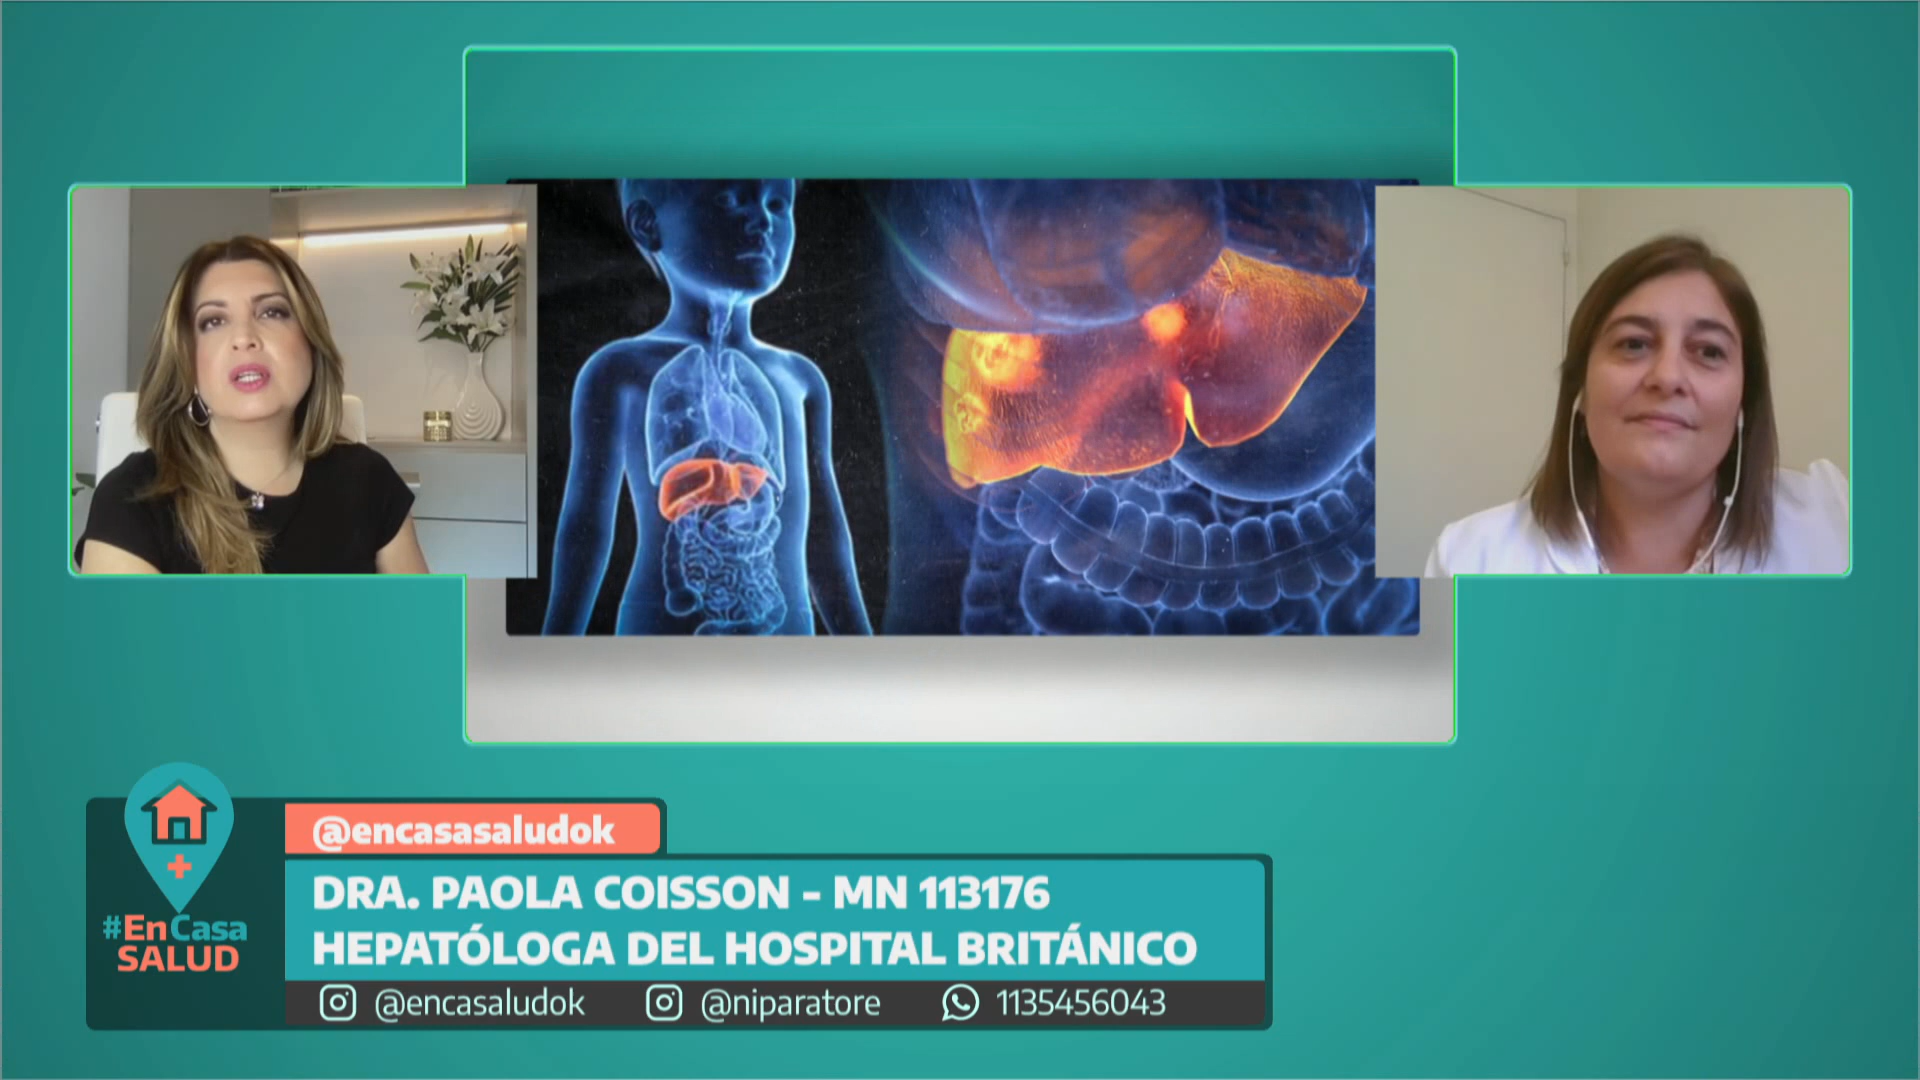 @encasasaludok
DRA. PAOLA COISSON - MN 113176
HEPATÓLOGA DEL HOSPITAL BRITÁNICO
#EnCasa
SALUD
@encasaludok @niparatore 1135456043